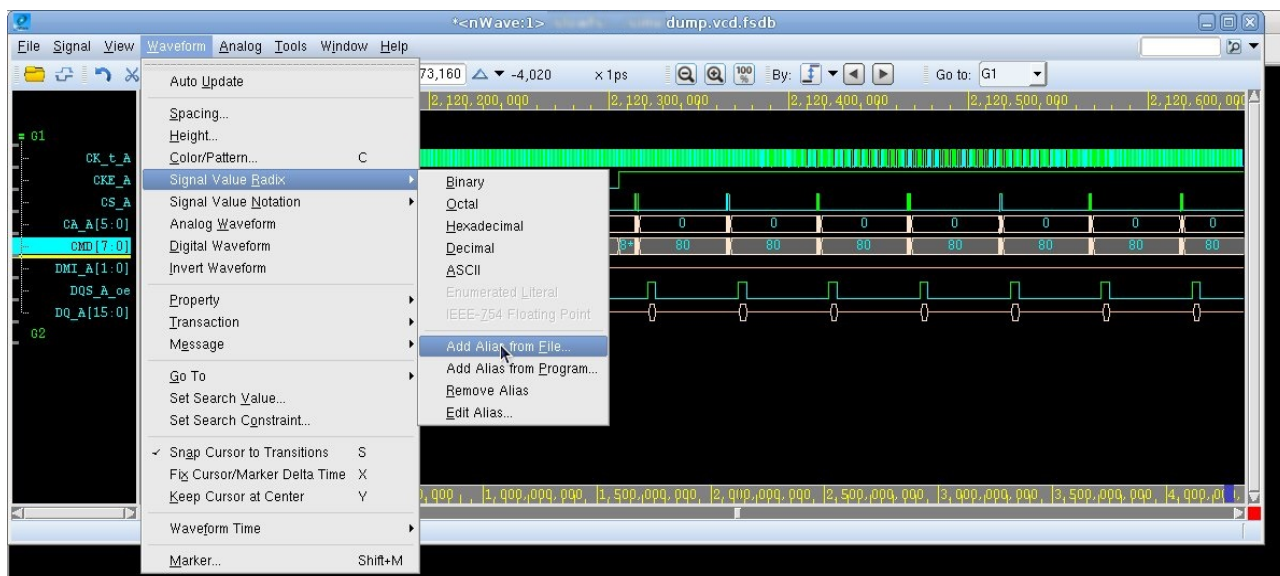 *<nWave:1> dump.vcd.fsdb
File Signal View Waveform Analog Tools Window Help
73,160 -4,020 x 1ps 100% By: Go to: G1
Auto Update
Spacing...
Height...
Color/Pattern... C
Signal Value Radix
Signal Value Notation
Analog Waveform
Digital Waveform
Invert Waveform
Property
Transaction
Message
Go To
Set Search Value...
Set Search Constraint...
Snap Cursor to Transitions S
Fix Cursor/Marker Delta Time X
Keep Cursor at Center Y
Waveform Time
Marker... Shift+M
Binary
Octal
Hexadecimal
Decimal
ASCII
Enumerated Literal
IEEE-754 Floating Point
Add Alias from File...
Add Alias from Program...
Remove Alias
Edit Alias...
G1
CK_t_A
CKE_A
CS_A
CA_A[5:0]
CMD[7:0]
DMI_A[1:0]
DQS_A_oe
DQ_A[15:0]
G2
2,120,200,000 2,120,300,000 2,120,400,000 2,120,500,000 2,120,600,000
0 0 0 0 0 0 0
8+ 80 80 80 80 80 80 80
1,000,000,000 1,500,000,000 2,000,000,000 2,500,000,000 3,000,000,000 3,500,000,000